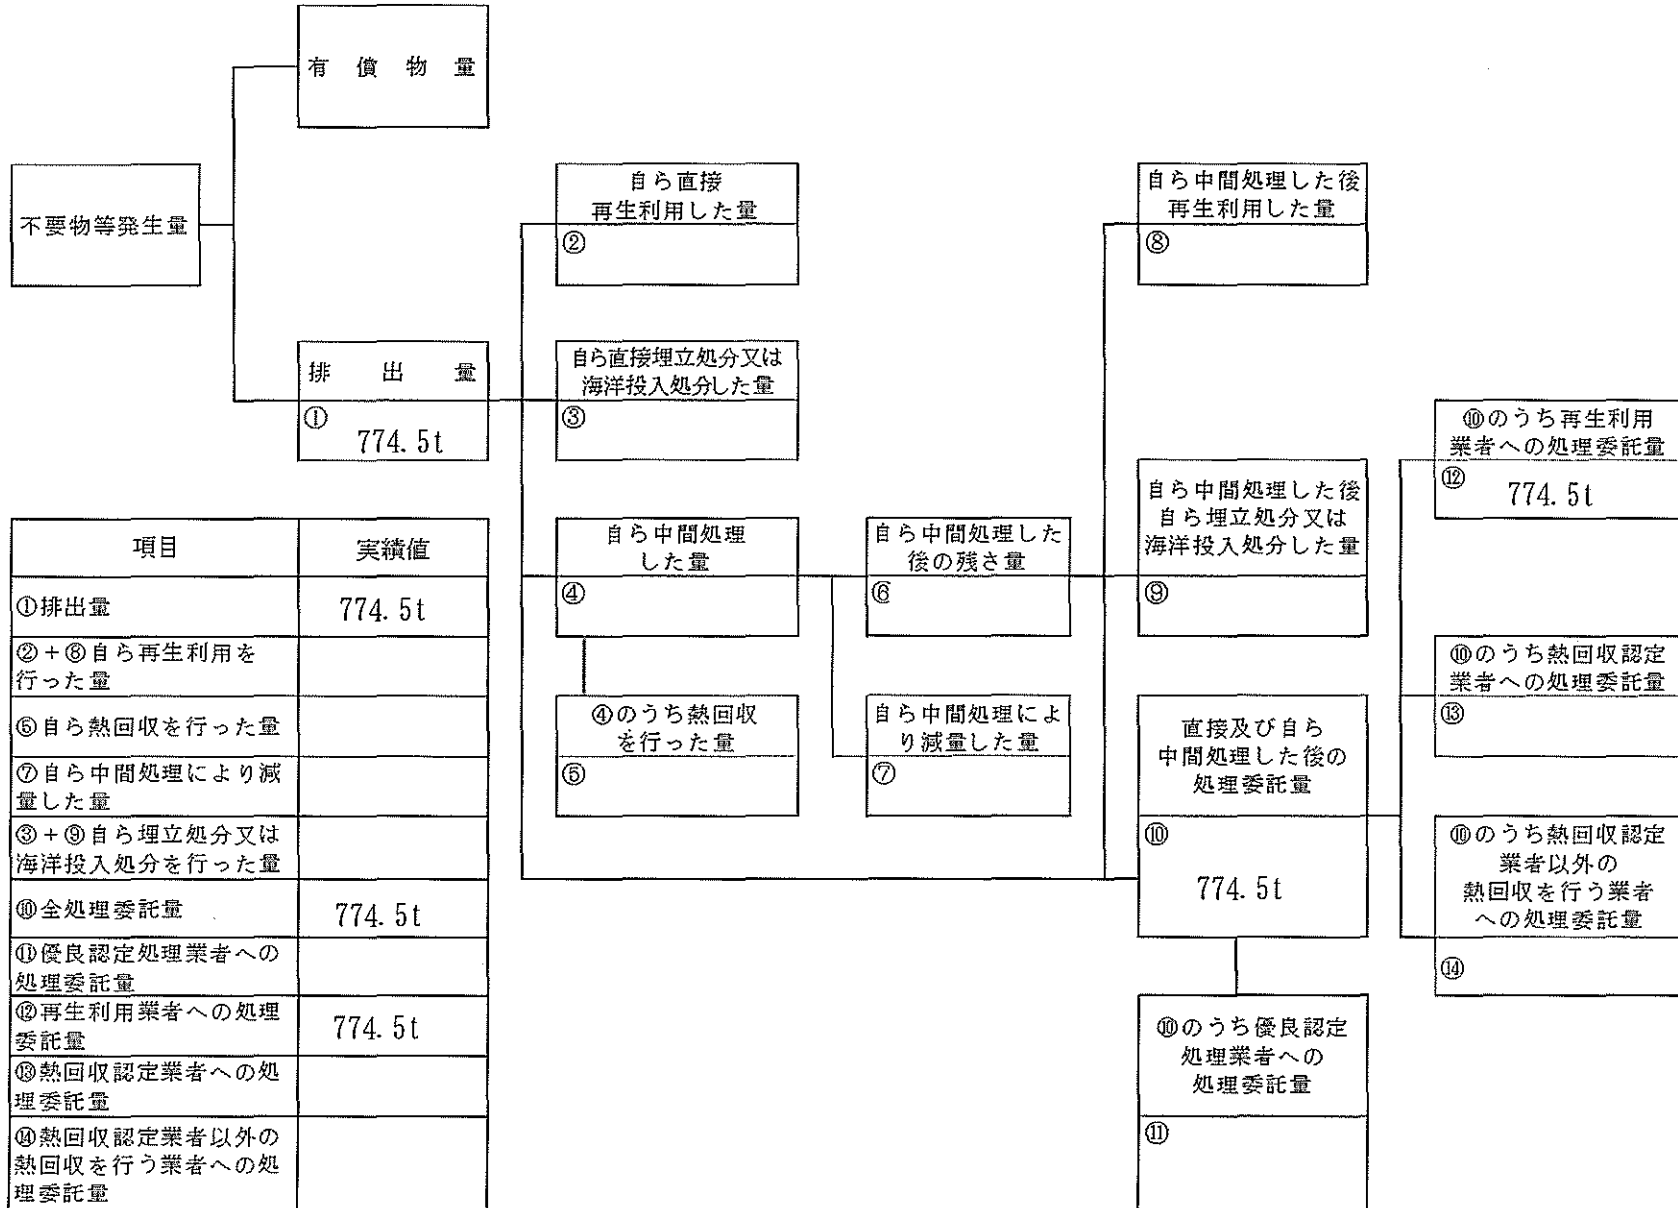 有償物量
不要物等発生量
排出量
①
774.5t
自ら直接
再生利用した量
②
自ら直接埋立処分又は
海洋投入処分した量
③
自ら中間処理
した量
④
④のうち熱回収
を行った量
⑤
自ら中間処理した
後の残さ量
⑥
自ら中間処理によ
り減量した量
⑦
自ら中間処理した後
再生利用した量
⑧
自ら中間処理した後
自ら埋立処分又は
海洋投入処分した量
⑨
直接及び自ら
中間処理した後の
処理委託量
⑩
774.5t
⑩のうち優良認定
処理業者への
処理委託量
⑪
⑩のうち再生利用
業者への処理委託量
⑫
774.5t
⑩のうち熱回収認定
業者への処理委託量
⑬
⑩のうち熱回収認定
業者以外の
熱回収を行う業者
への処理委託量
⑭
項目 実績値
①排出量 774.5t
②+⑧自ら再生利用を
行った量
⑤自ら熱回収を行った量
⑦自ら中間処理により減
量した量
③+⑨自ら埋立処分又は
海洋投入処分を行った量
⑩全処理委託量 774.5t
⑪優良認定処理業者への
処理委託量
⑫再生利用業者への処理
委託量 774.5t
⑬熱回収認定業者への処
理委託量
⑭熱回収認定業者以外の
熱回収を行う業者への処
理委託量